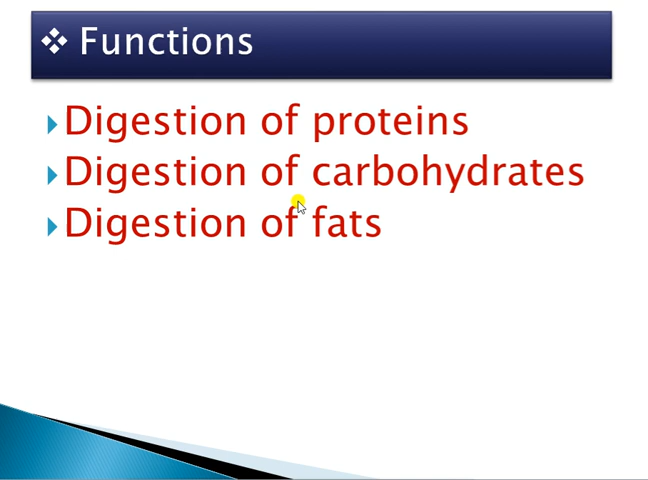 ❖ Functions
Digestion of proteins
Digestion of carbohydrates
Digestion of fats